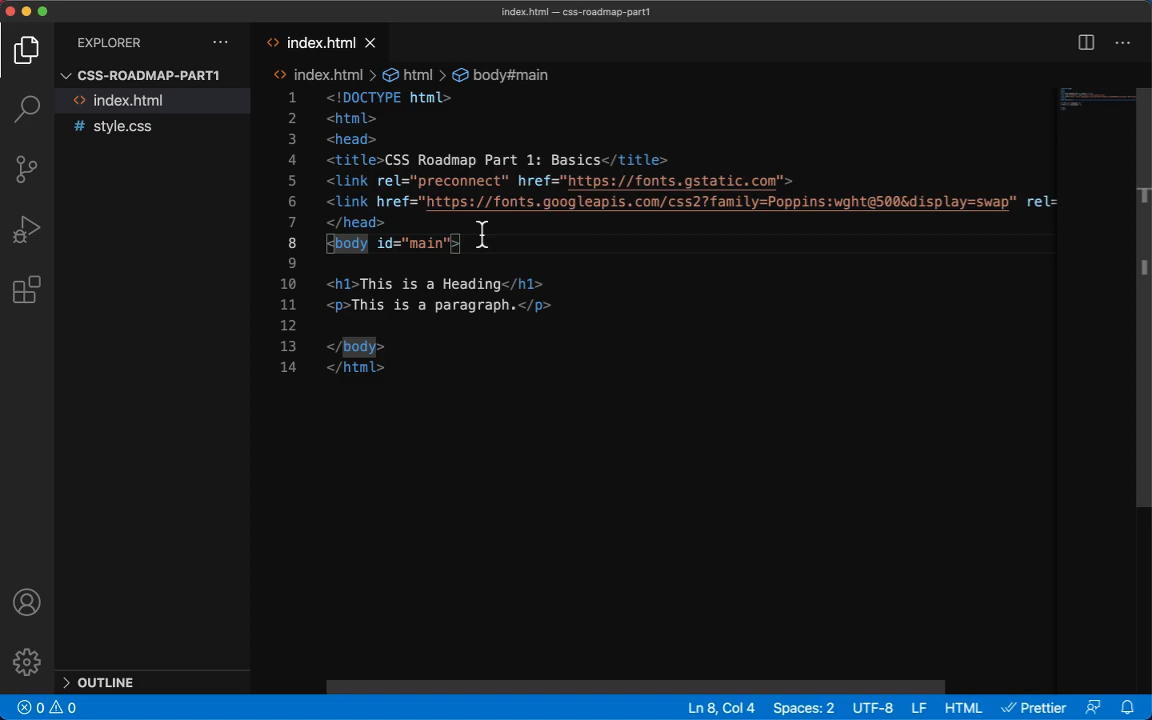 index.html — css-roadmap-part1
EXPLORER
index.html
CSS-ROADMAP-PART1
index.html
style.css
index.html > html > body#main
1 <!DOCTYPE html>
2 <html>
3 <head>
4 <title>CSS Roadmap Part 1: Basics</title>
5 <link rel="preconnect" href="https://fonts.gstatic.com">
6 <link href="https://fonts.googleapis.com/css2?family=Poppins:wght@500&display=swap" rel=
7 </head>
8 <body id="main">
9
10 <h1>This is a Heading</h1>
11 <p>This is a paragraph.</p>
12
13 </body>
14 </html>
OUTLINE
0 0 Ln 8, Col 4 Spaces: 2 UTF-8 LF HTML Prettier